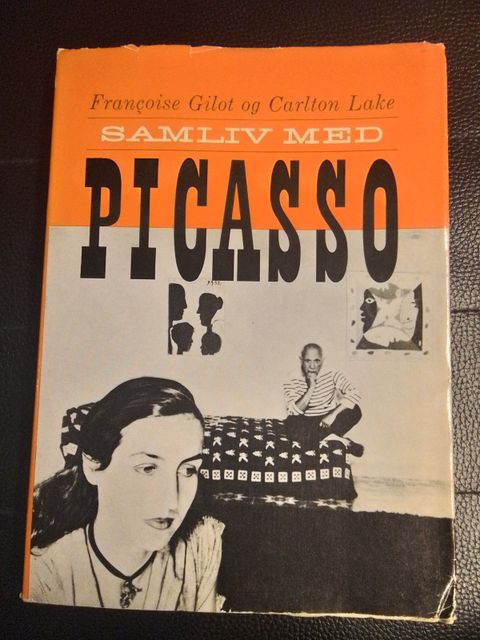 Françoise Gilot og Carlton Lake
SAMLIV MED
PICASSO